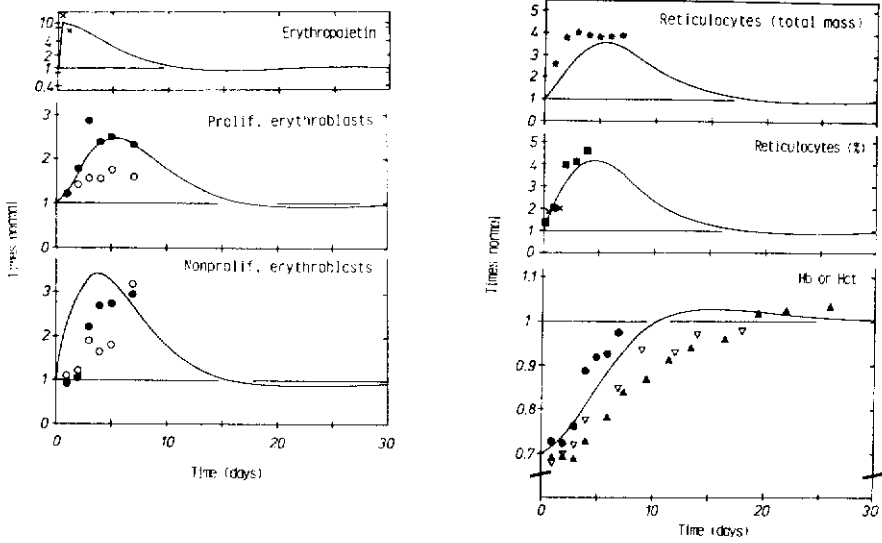 Erythropoietin
10
4
2
1
0.4
Prolif. erythroblasts
3
2
1
0
Nonprolif. erythroblasts
3
2
1
0
Times normal
0 10 20 30
Time (days)
Reticulocytes (total mass)
5
4
3
2
1
0
Reticulocytes (%)
5
4
3
2
1
0
Hb or Hct
1.1
1
0.9
0.8
0.7
Times normal
0 10 20 30
Time (days)